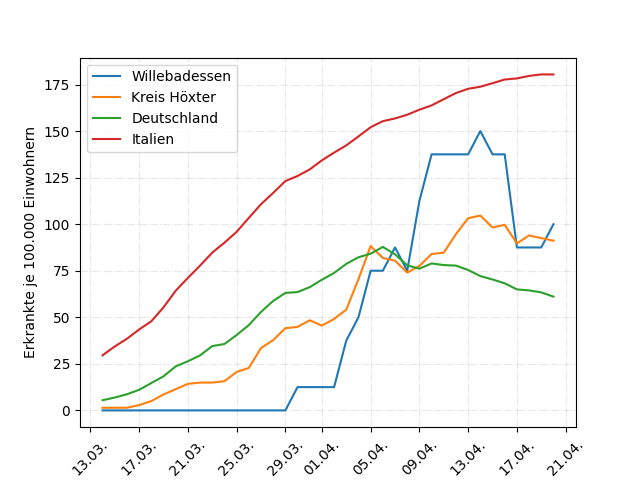 Willebadessen
Kreis Höxter
Deutschland
Italien
Erkrankte je 100.000 Einwohnern
175
150
125
100
75
50
25
0
13.03. 17.03. 21.03. 25.03. 29.03. 01.04. 05.04. 09.04. 13.04. 17.04. 21.04.